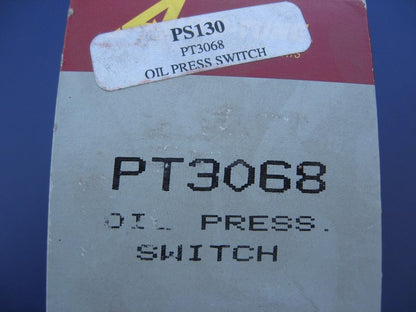 PS130
PT3068
OIL PRESS SWITCH
PT3068
OIL PRESS.
SWITCH